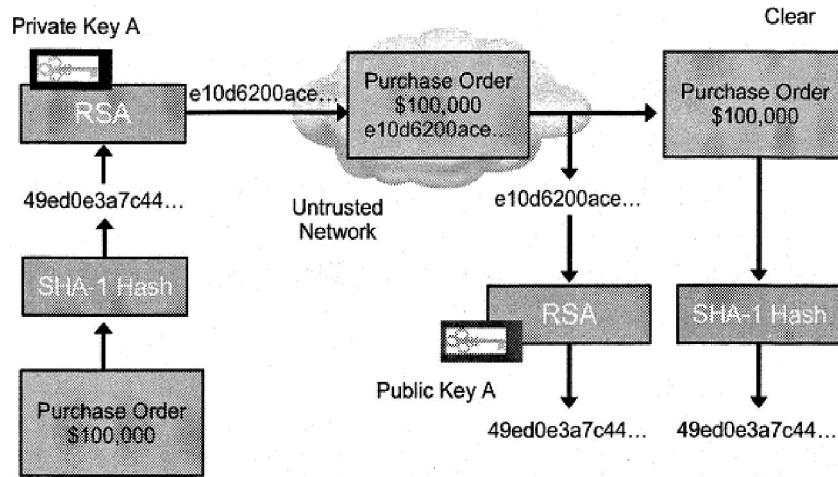 Private Key A
Clear
RSA
e10d6200ace...
Purchase Order
$100,000
e10d6200ace...
Purchase Order
$100,000
49ed0e3a7c44...
Untrusted
Network
e10d6200ace...
SHA-1 Hash
RSA
SHA-1 Hash
Public Key A
Purchase Order
$100,000
49ed0e3a7c44...
49ed0e3a7c44...